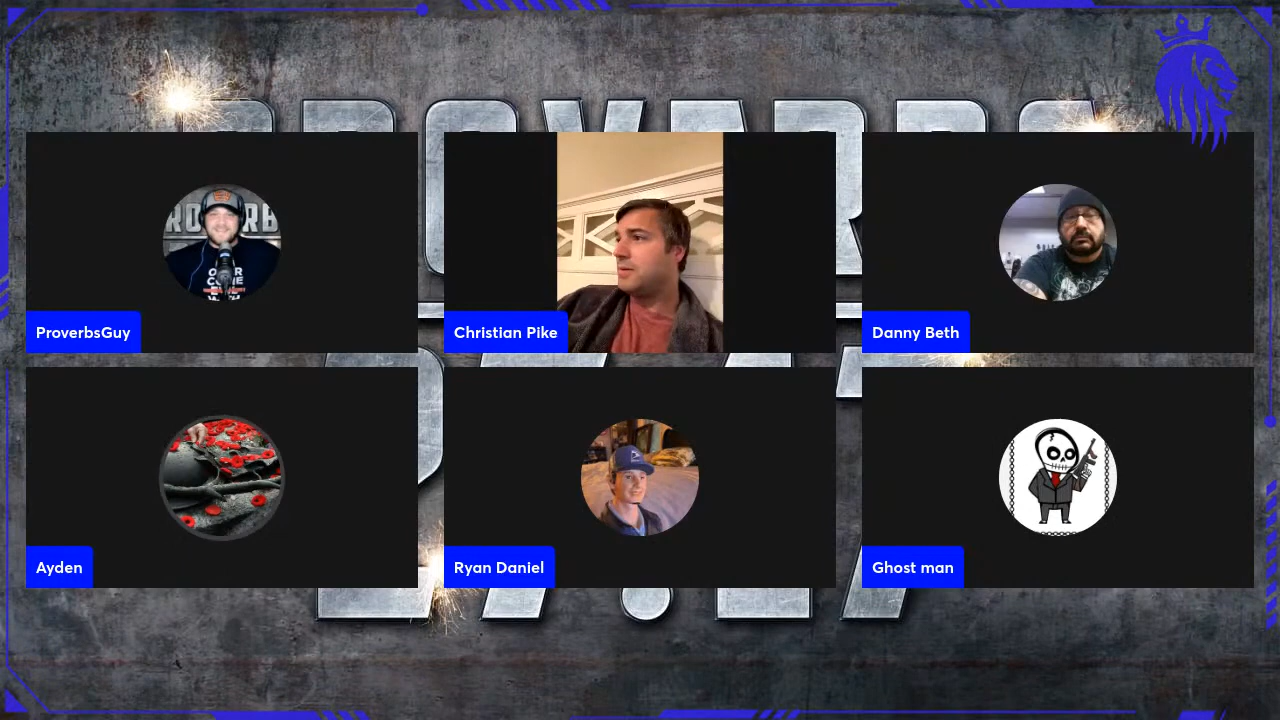 ProverbsGuy
Christian Pike
Danny Beth
Ayden
Ryan Daniel
Ghost man